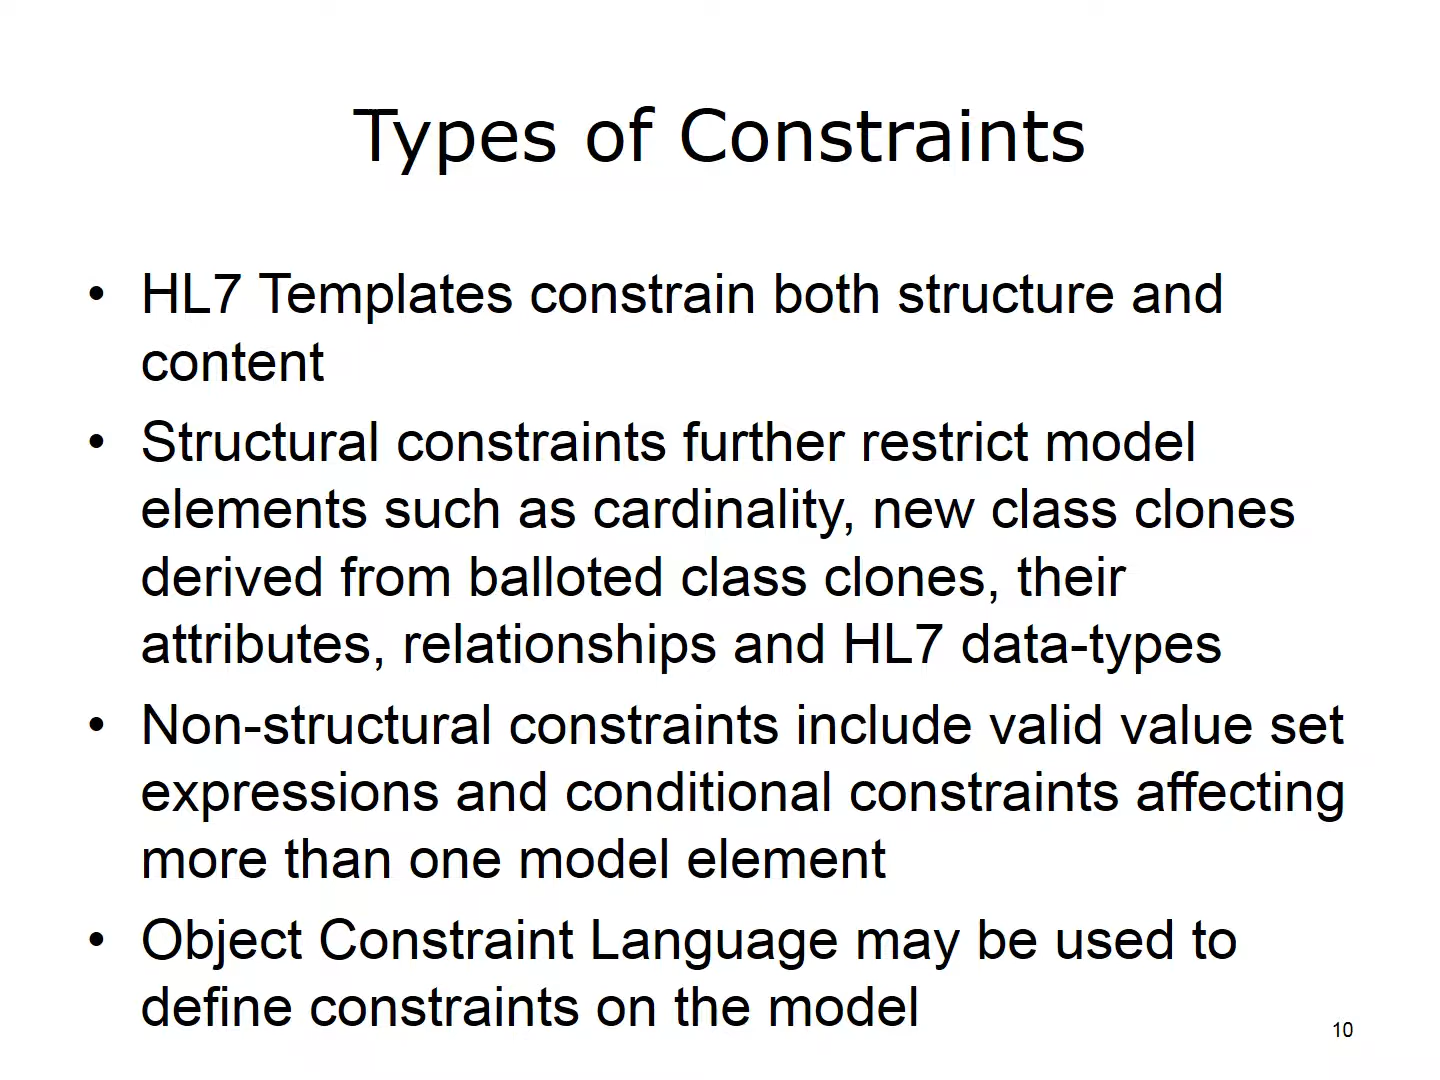 Types of Constraints
• HL7 Templates constrain both structure and
content
• Structural constraints further restrict model
elements such as cardinality, new class clones
derived from balloted class clones, their
attributes, relationships and HL7 data-types
• Non-structural constraints include valid value set
expressions and conditional constraints affecting
more than one model element
• Object Constraint Language may be used to
define constraints on the model
10